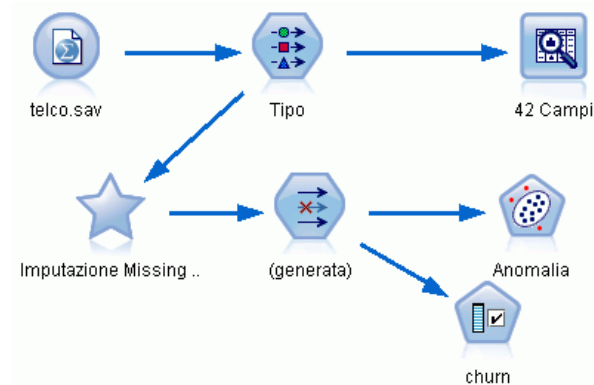 telco.sav
Tipo
42 Campi
Imputazione Missing ..
(generata)
Anomalia
churn